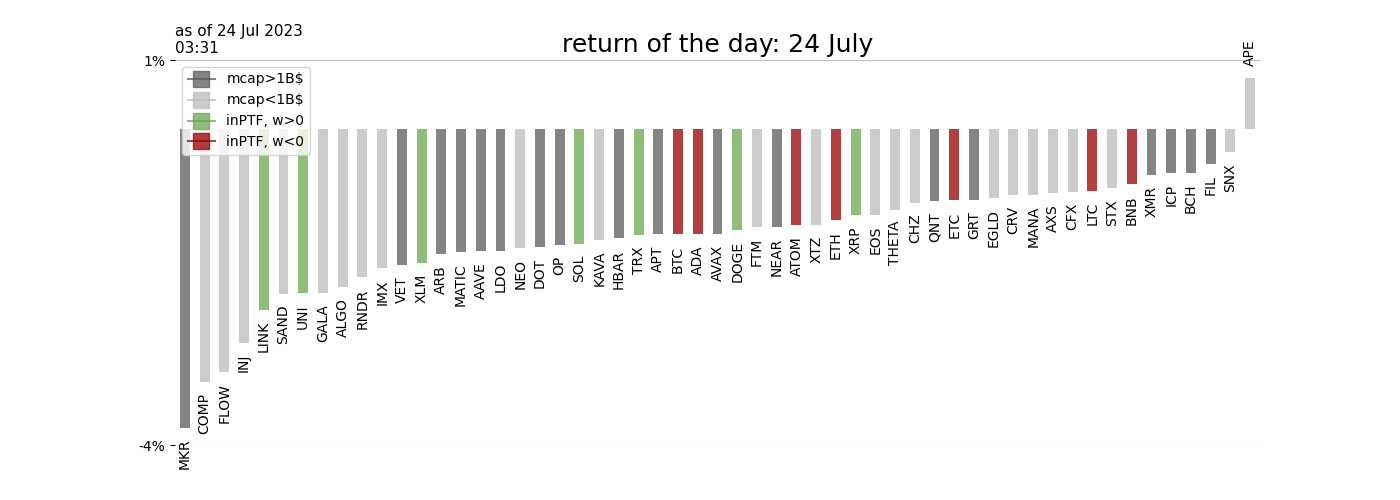 as of 24 Jul 2023
03:31
return of the day: 24 July
1%
mcap>1B$
mcap<1B$
inPTF, w>0
inPTF, w<0
-4%
MKR
COMP
FLOW
INJ
LINK
SAND
UNI
GALA
ALGO
RNDR
IMX
VET
XLM
ARB
MATIC
AAVE
LDO
NEO
DOT
OP
SOL
KAVA
HBAR
TRX
APT
BTC
ADA
AVAX
DOGE
FTM
NEAR
ATOM
XTZ
ETH
XRP
EOS
THETA
CHZ
QNT
ETC
GRT
EGLD
CRV
MANA
AXS
CFX
LTC
STX
BNB
XMR
ICP
BCH
FIL
SNX
APE